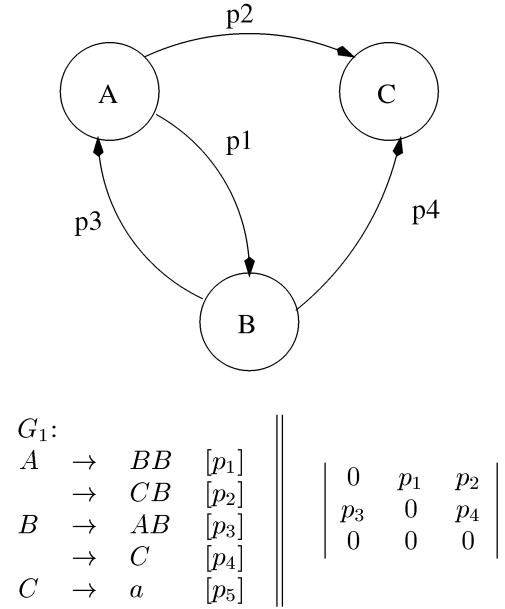 p2
A
C
p1
p3
p4
B
G₁:
A → BB [p₁]
→ CB [p₂]
B → AB [p₃]
→ C [p₄]
C → a [p₅]
0 p₁ p₂
p₃ 0 p₄
0 0 0